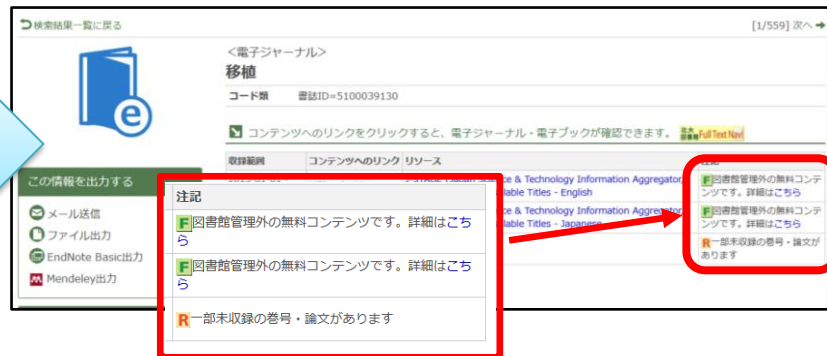 検索結果一覧に戻る
[1/559] 次へ
＜電子ジャーナル＞
移植
コード類 書誌ID=5100039130
コンテンツへのリンクをクリックすると、電子ジャーナル・電子ブックが確認できます。 Full Text Navi
収録範囲 コンテンツへのリンク リソース
この情報を出力する
メール送信
ファイル出力
EndNote Basic出力
Mendeley出力
ce & Technology Information Aggregator,
lable Titles - English
ce & Technology Information Aggregator,
lable Titles - Japanese
F図書館管理外の無料コンテ
ンツです。詳細はこちら
F図書館管理外の無料コンテ
ンツです。詳細はこちら
R一部未収録の巻号・論文が
あります
注記
F図書館管理外の無料コンテンツです。詳細はこち
ら
F図書館管理外の無料コンテンツです。詳細はこち
ら
R一部未収録の巻号・論文があります